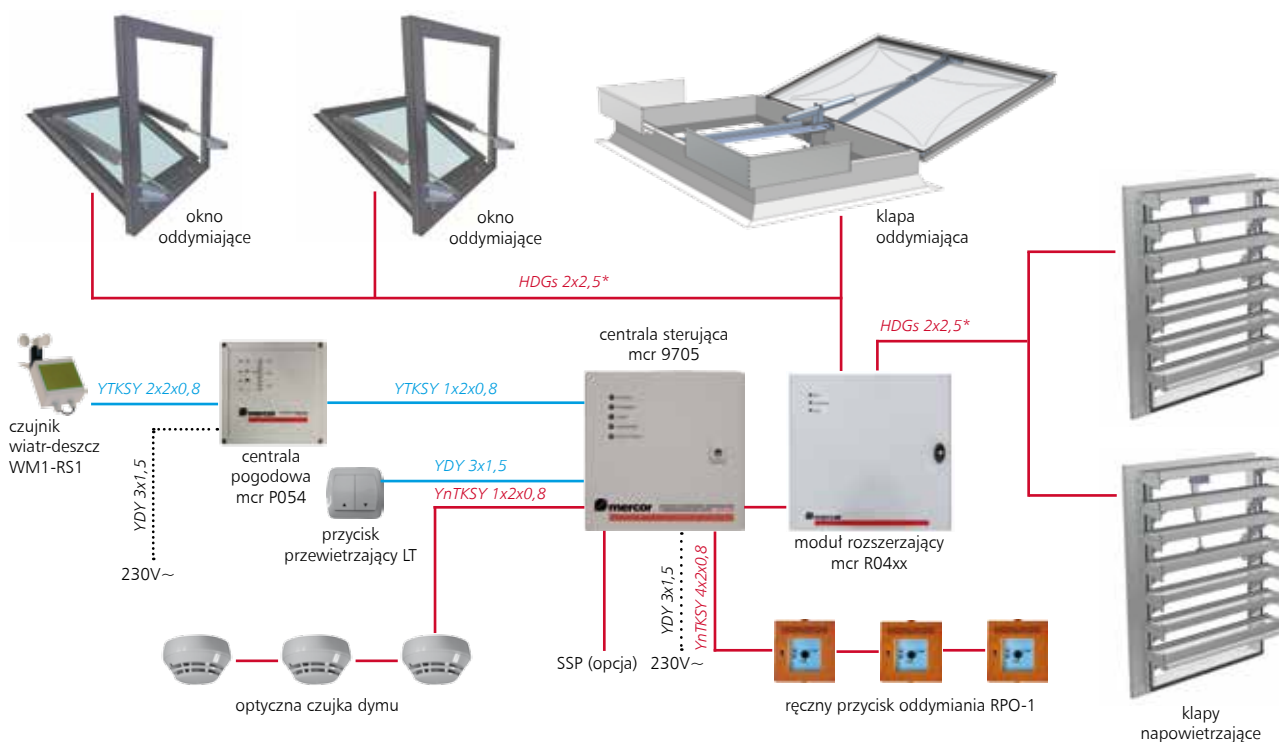 okno
oddymiające
okno
oddymiające
klapa
oddymiająca
HDGs 2x2,5*
HDGs 2x2,5*
centrala sterująca
mcr 9705
YTKSY 2x2x0,8
YTKSY 1x2x0,8
czujnik
wiatr-deszcz
WM1-RS1
mercor
centrala
pogodowa
mcr P054
YDY 3x1,5
230V~
YDY 3x1,5
YnTKSY 1x2x0,8
przycisk
przewietrzający LT
mercor
mercor
moduł rozszerzający
mcr R04xx
YDY 3x1,5
YnTKSY 4x2x0,8
SSP (opcja)
230V~
optyczna czujka dymu
ręczny przycisk oddymiania RPO-1
klapy
napowietrzające